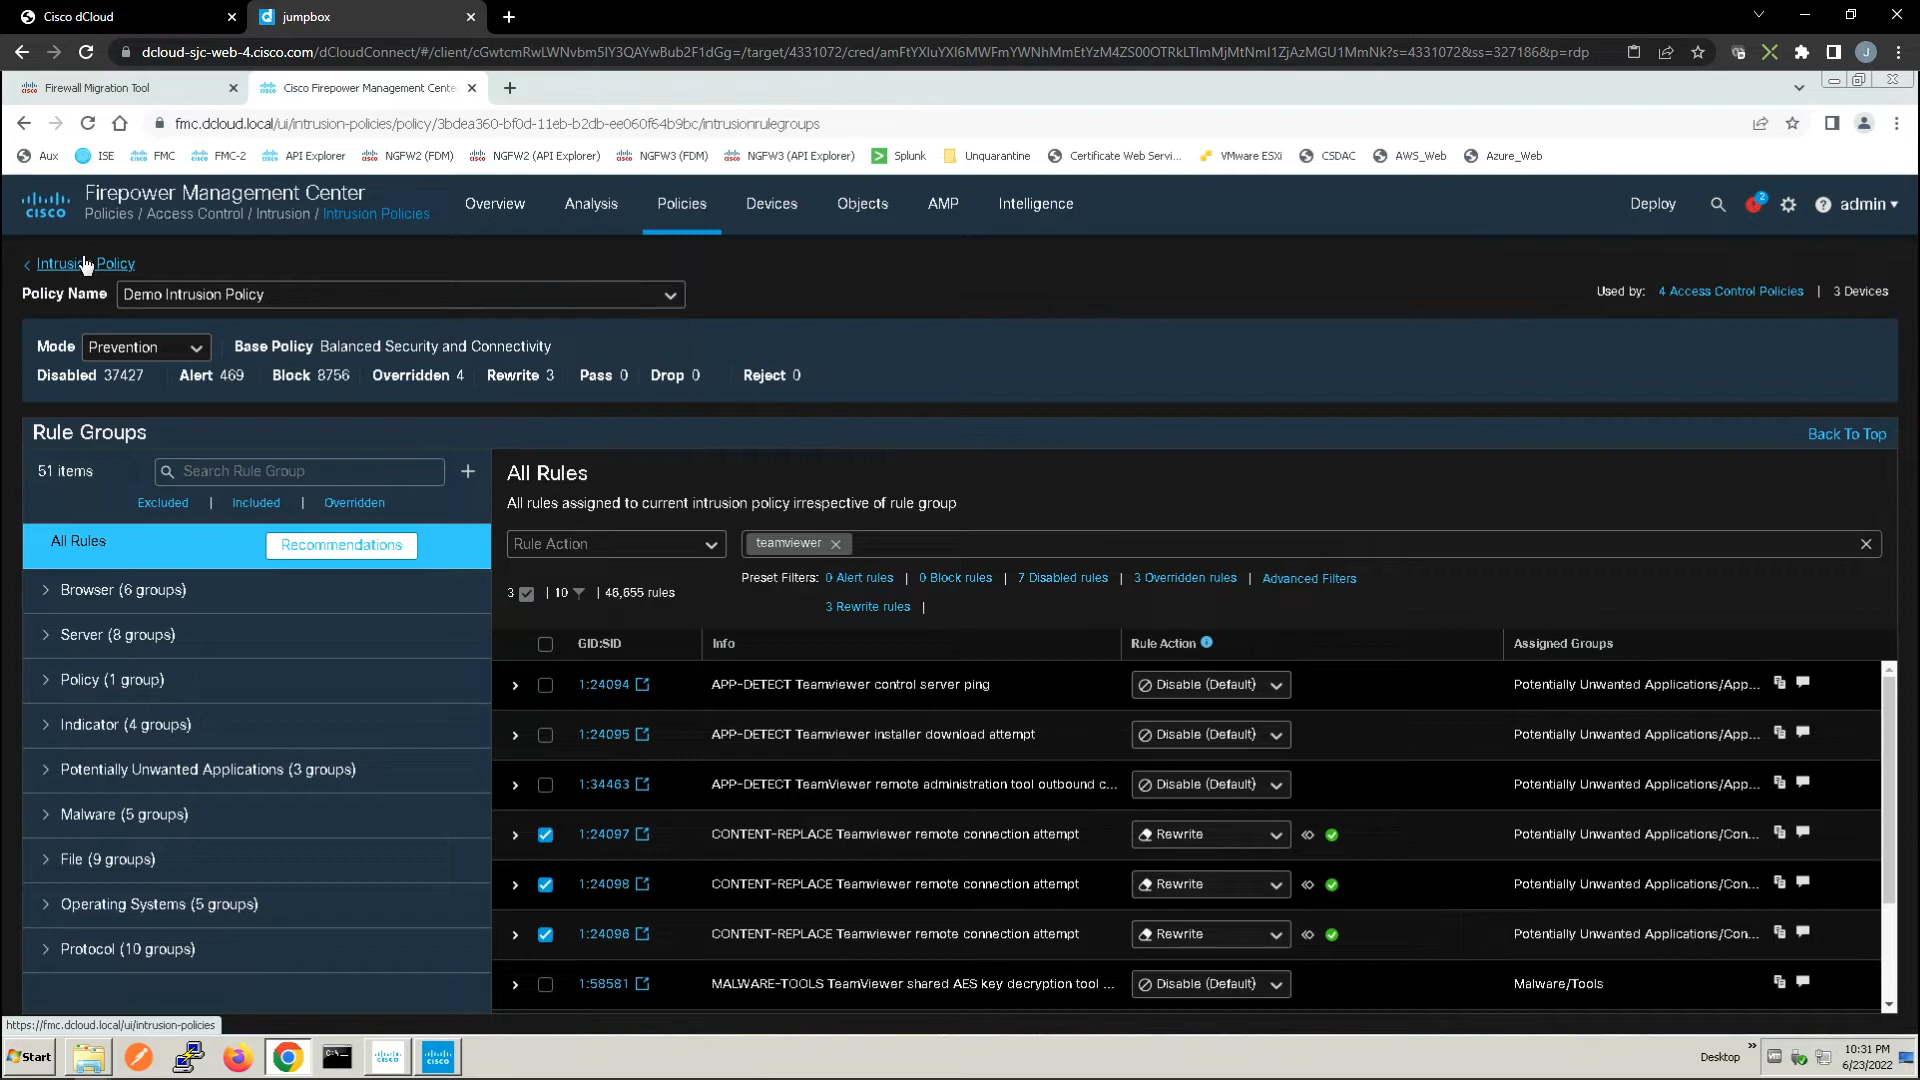 Cisco dCloud
jumpbox
dcloud-sjc-web-4.cisco.com/dCloudConnect/#/client/cGwtcmRwLWNvbm5lY3QAYwBub2F1dGg=/target/4331072/cred/amFtYXIuYXI6MWFmYWNhMmEtYzM4ZS00OTRkLTlmMjMtNmI1ZjAzMGU1MmNk?s=4331072&ss=327186&p=rdp
J
Firewall Migration Tool
Cisco Firepower Management Cente
fmc.dcloud.local/ui/intrusion-policies/policy/3bdea360-bf0d-11eb-b2db-ee060f64b9bc/intrusionrulegroups
Aux ISE FMC FMC-2 API Explorer NGFW2 (FDM) NGFW2 (API Explorer) NGFW3 (FDM) NGFW3 (API Explorer) Splunk Unquarantine Certificate Web Servi... VMware ESXi CSDAC AWS_Web Azure_Web
CISCO
Firepower Management Center
Policies / Access Control / Intrusion / Intrusion Policies
Overview Analysis Policies Devices Objects AMP Intelligence
Deploy 2 admin
Intrusion Policy
Policy Name Demo Intrusion Policy
Used by: 4 Access Control Policies | 3 Devices
Mode Prevention Base Policy Balanced Security and Connectivity
Disabled 37427 Alert 469 Block 8756 Overridden 4 Rewrite 3 Pass 0 Drop 0 Reject 0
Rule Groups
Back To Top
51 items Search Rule Group +
Excluded | Included | Overridden
All Rules Recommendations
Browser (6 groups)
Server (8 groups)
Policy (1 group)
Indicator (4 groups)
Potentially Unwanted Applications (3 groups)
Malware (5 groups)
File (9 groups)
Operating Systems (5 groups)
Protocol (10 groups)
All Rules
All rules assigned to current intrusion policy irrespective of rule group
Rule Action teamviewer
Preset Filters: 0 Alert rules | 0 Block rules | 7 Disabled rules | 3 Overridden rules | Advanced Filters
3 | 10 | 46,655 rules
3 Rewrite rules |
GID:SID Info Rule Action Assigned Groups
1:24094 APP-DETECT Teamviewer control server ping Disable (Default) Potentially Unwanted Applications/App...
1:24095 APP-DETECT Teamviewer installer download attempt Disable (Default) Potentially Unwanted Applications/App...
1:34463 APP-DETECT TeamViewer remote administration tool outbound c... Disable (Default) Potentially Unwanted Applications/App...
1:24097 CONTENT-REPLACE Teamviewer remote connection attempt Rewrite Potentially Unwanted Applications/Con...
1:24098 CONTENT-REPLACE Teamviewer remote connection attempt Rewrite Potentially Unwanted Applications/Con...
1:24096 CONTENT-REPLACE Teamviewer remote connection attempt Rewrite Potentially Unwanted Applications/Con...
1:58581 MALWARE-TOOLS TeamViewer shared AES key decryption tool ... Disable (Default) Malware/Tools
https://fmc.dcloud.local/ui/intrusion-policies
Start
Desktop
10:31 PM
6/23/2022